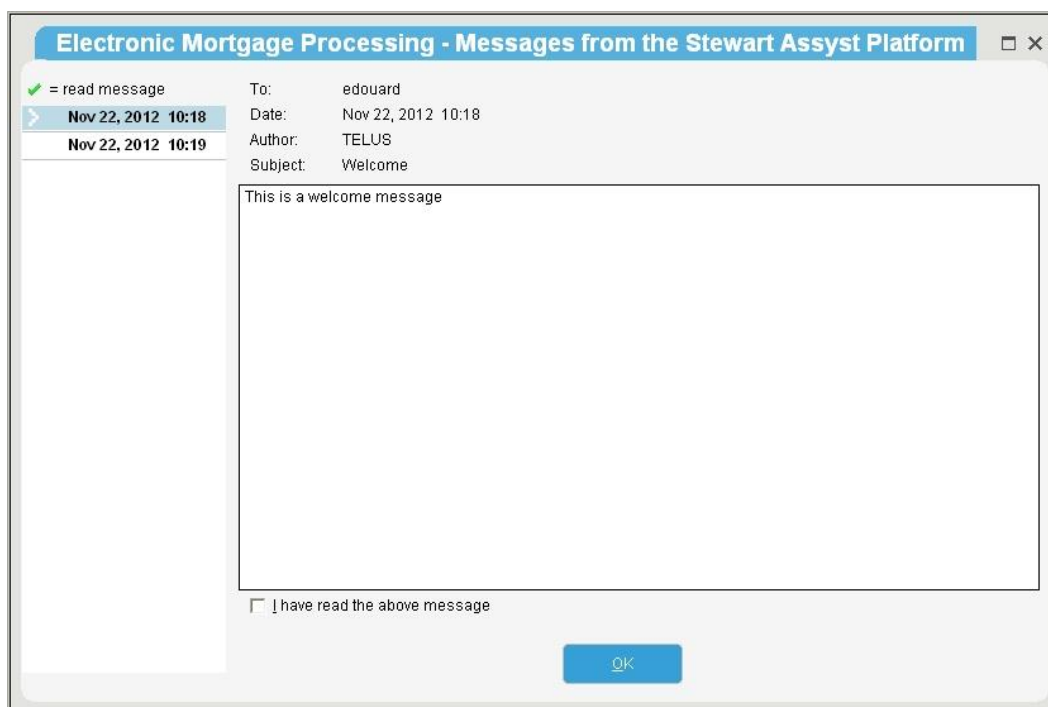 Electronic Mortgage Processing - Messages from the Stewart Assyst Platform
= read message
Nov 22, 2012 10:18
Nov 22, 2012 10:19
To: edouard
Date: Nov 22, 2012 10:18
Author: TELUS
Subject: Welcome
This is a welcome message
I have read the above message
OK